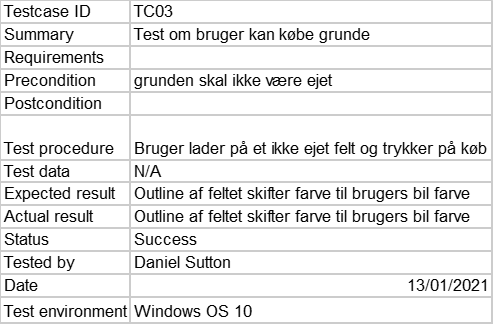 Testcase ID TC03
Summary Test om bruger kan købe grunde
Requirements
Precondition grunden skal ikke være ejet
Postcondition
Test procedure Bruger lader på et ikke ejet felt og trykker på køb
Test data N/A
Expected result Outline af feltet skifter farve til brugers bil farve
Actual result Outline af feltet skifter farve til brugers bil farve
Status Success
Tested by Daniel Sutton
Date 13/01/2021
Test environment Windows OS 10